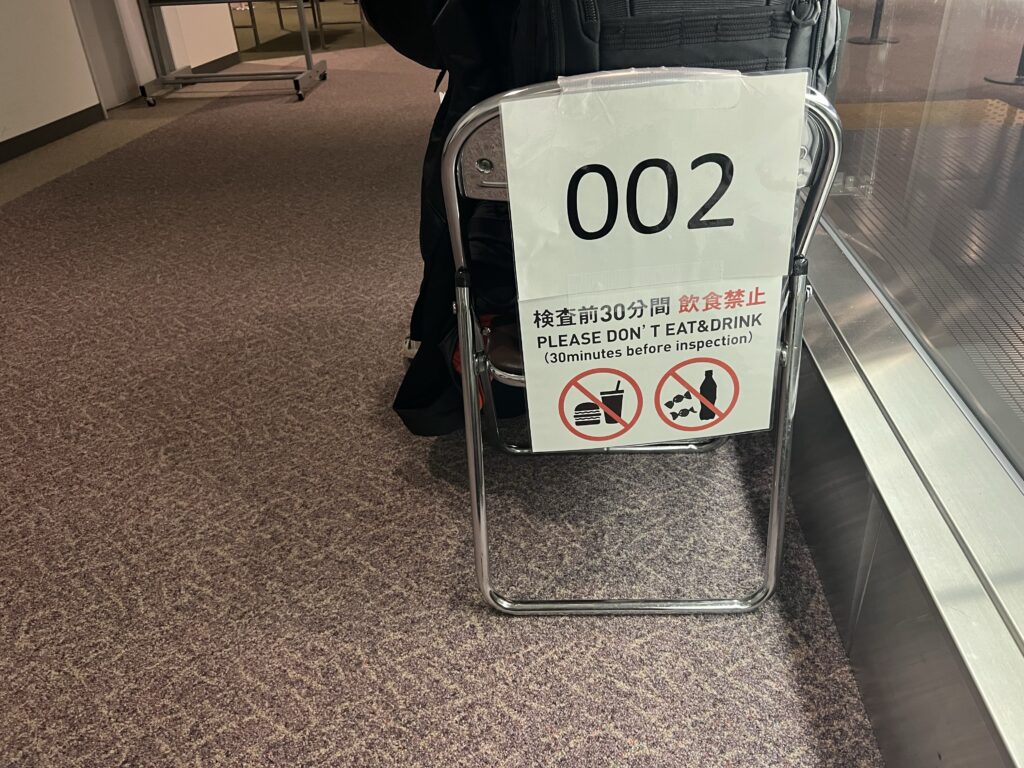 002
検査前30分間 飲食禁止
PLEASE DON'T EAT&DRINK
(30minutes before inspection)